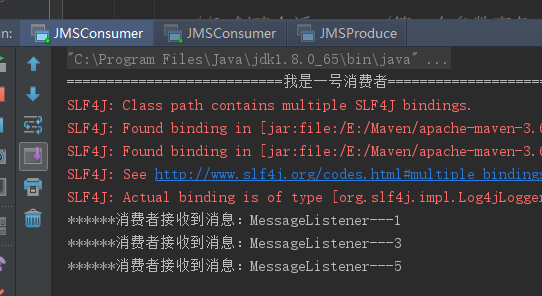 in: JMSConsumer JMSConsumer JMSProduce
"C:\Program Files\Java\jdk1.8.0_65\bin\java" ...
===========================我是一号消费者====================
SLF4J: Class path contains multiple SLF4J bindings.
SLF4J: Found binding in [jar:file:/E:/Maven/apache-maven-3.6
SLF4J: Found binding in [jar:file:/E:/Maven/apache-maven-3.6
SLF4J: See http://www.slf4j.org/codes.html#multiple_bindings
SLF4J: Actual binding is of type [org.slf4j.impl.Log4jLogger
******消费者接收到消息：MessageListener---1
******消费者接收到消息：MessageListener---3
******消费者接收到消息：MessageListener---5